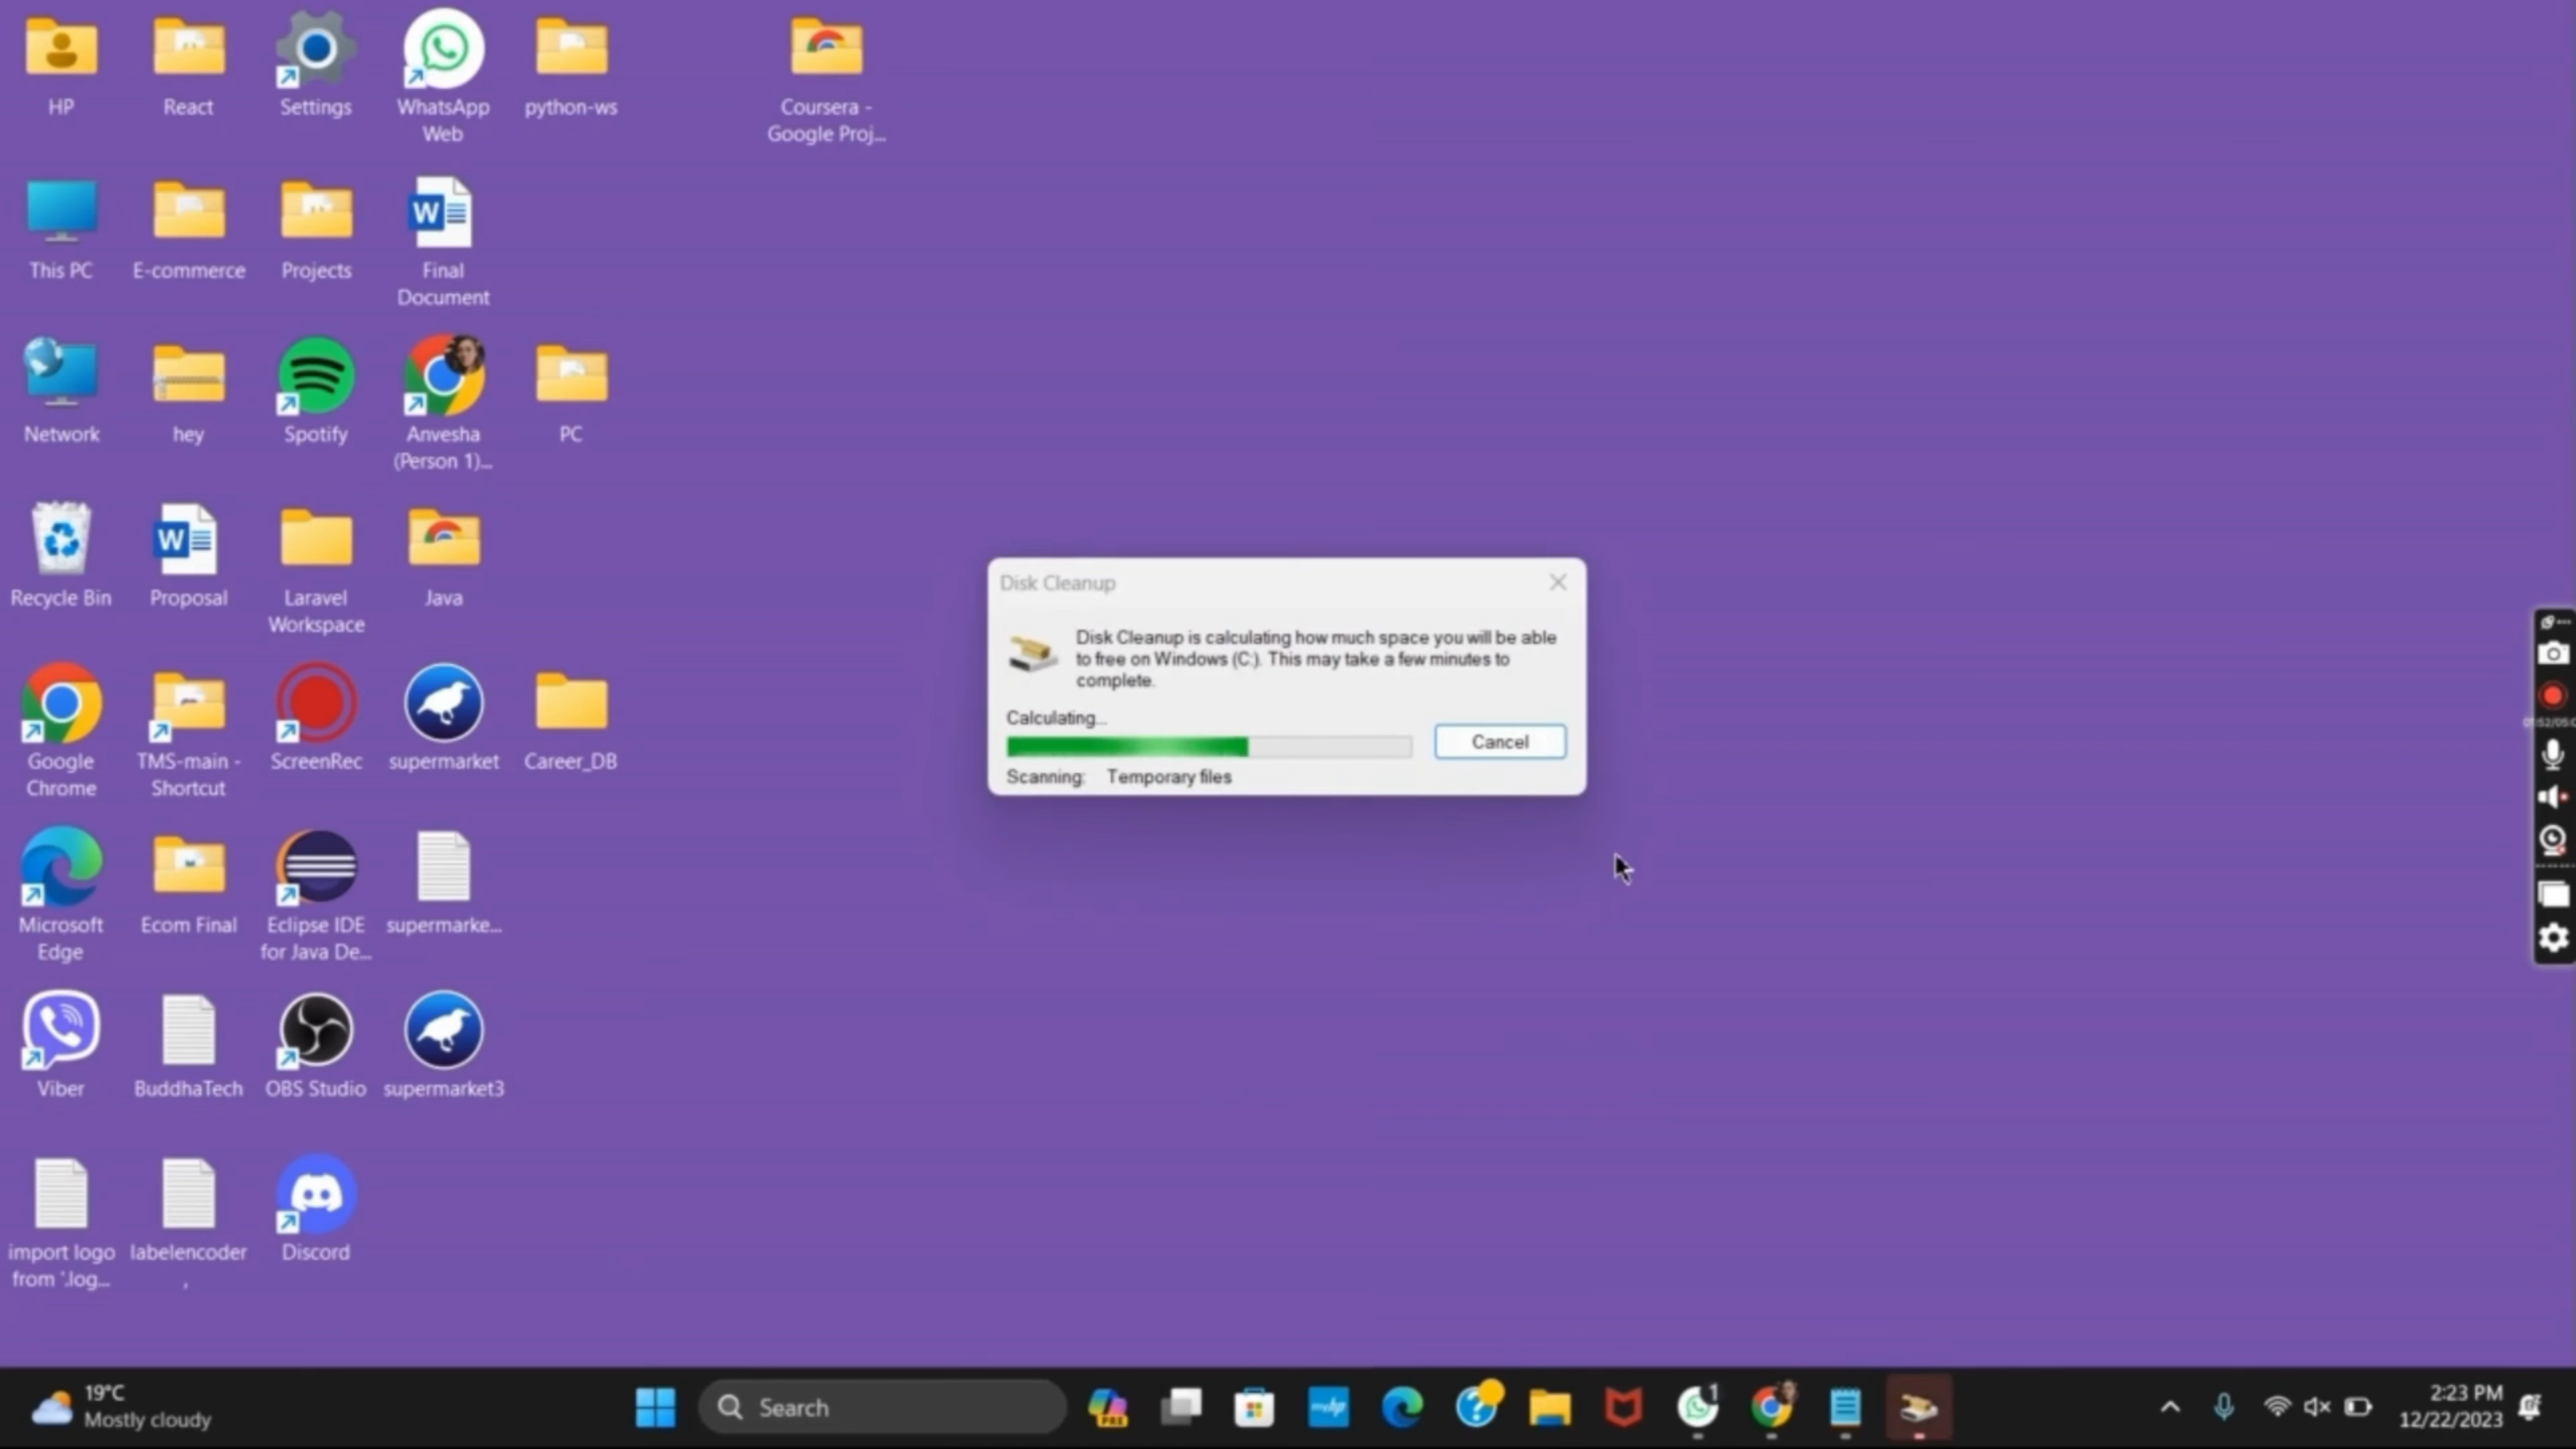 HP
React
Settings
WhatsApp
Web
python-ws
Coursera -
Google Proj...
This PC
E-commerce
Projects
Final
Document
Network
hey
Spotify
Anvesha
(Person 1)...
PC
Recycle Bin
Proposal
Laravel
Workspace
Java
Google
Chrome
TMS-main -
Shortcut
ScreenRec
supermarket
Career_DB
Microsoft
Edge
Ecom Final
Eclipse IDE
for Java De...
supermarke...
Viber
BuddhaTech
OBS Studio
supermarket3
import logo
from '.log...
labelencoder
,
Discord
Disk Cleanup
Disk Cleanup is calculating how much space you will be able
to free on Windows (C:). This may take a few minutes to
complete.
Calculating...
Cancel
Scanning: Temporary files
19°C
Mostly cloudy
Search
PRE
myhp
1
2:23 PM
12/22/2023